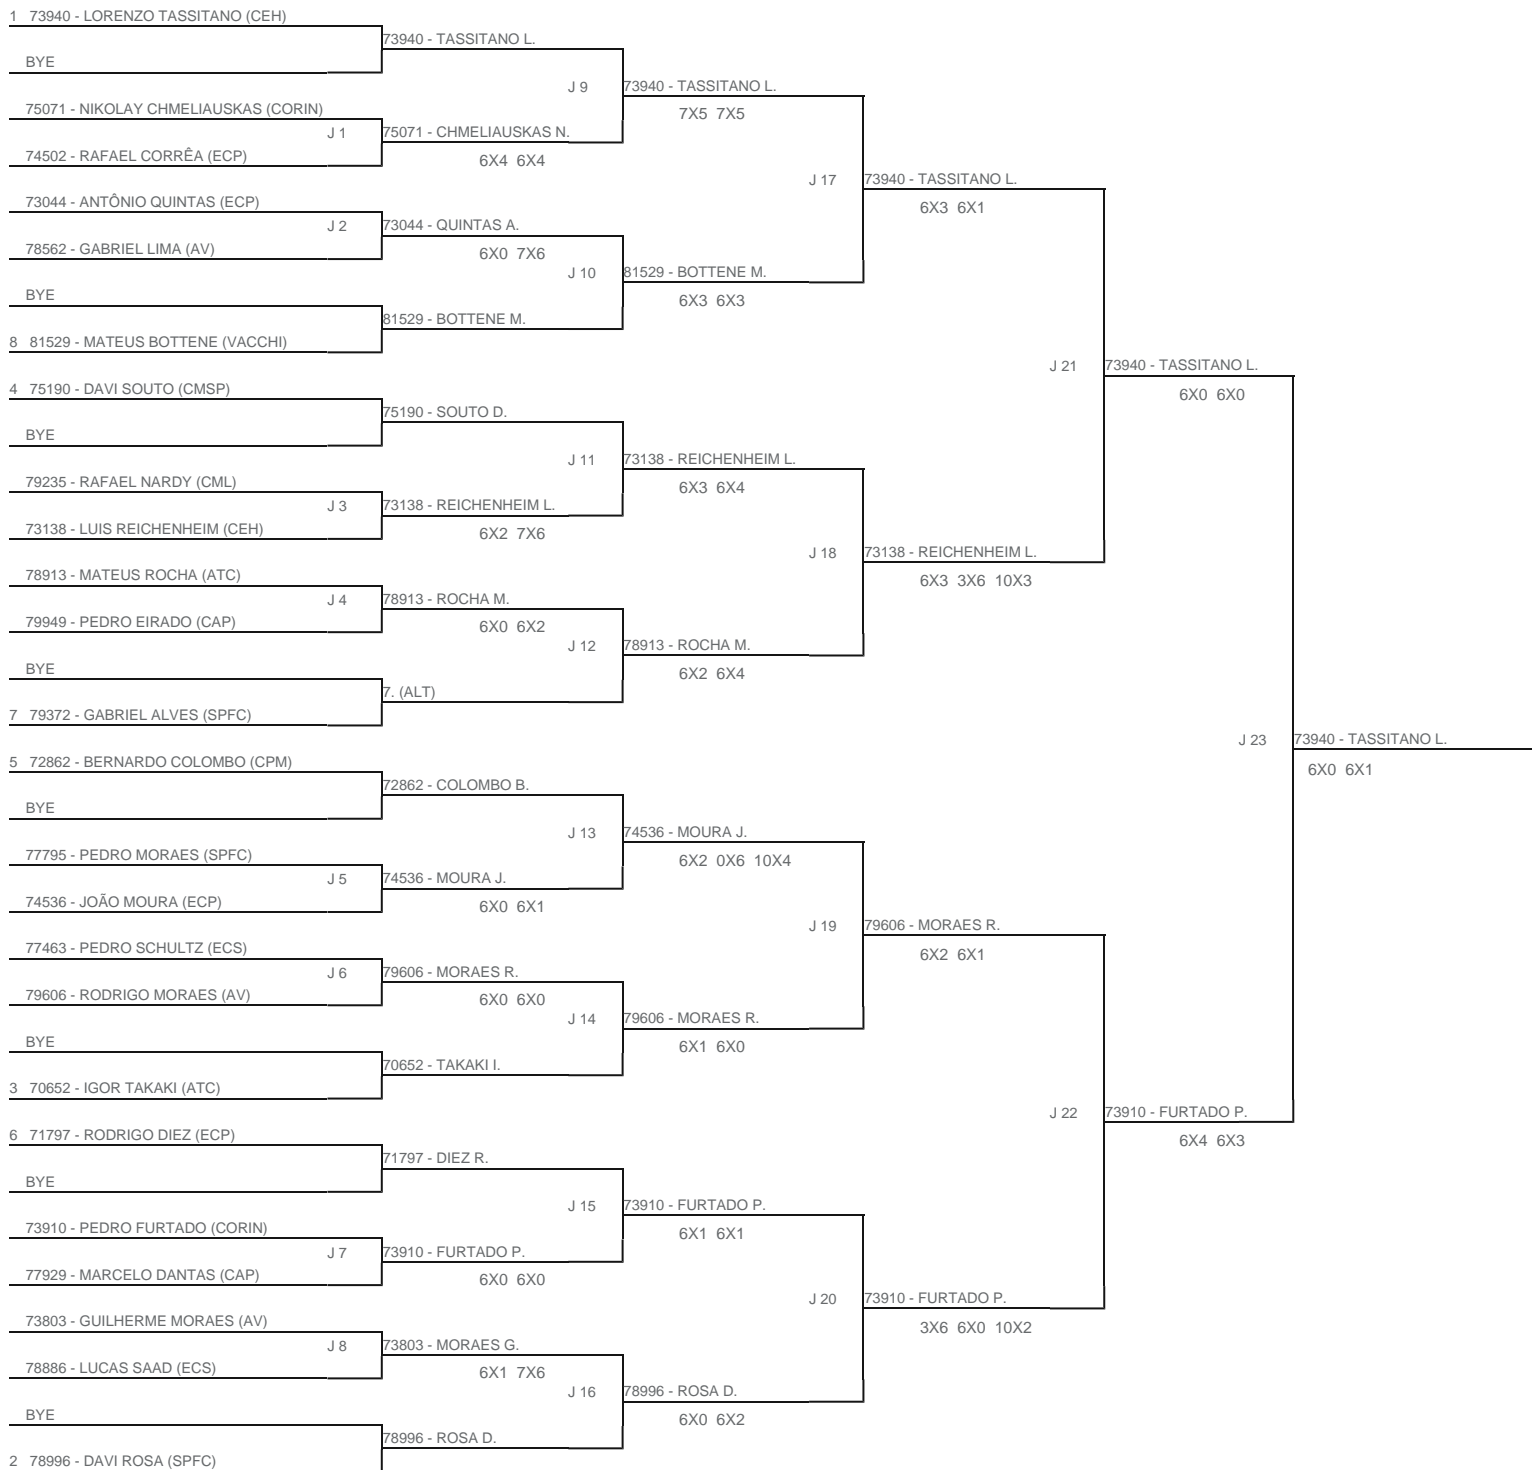 1 73940 - LORENZO TASSITANO (CEH)
73940 - TASSITANO L.
BYE
J 9
73940 - TASSITANO L.
7X5 7X5
75071 - NIKOLAY CHMELIAUSKAS (CORIN)
J 1
75071 - CHMELIAUSKAS N.
74502 - RAFAEL CORRÊA (ECP)
6X4 6X4
J 17
73940 - TASSITANO L.
6X3 6X1
73044 - ANTÔNIO QUINTAS (ECP)
J 2
73044 - QUINTAS A.
78562 - GABRIEL LIMA (AV)
6X0 7X6
J 10
81529 - BOTTENE M.
6X3 6X3
BYE
81529 - BOTTENE M.
8 81529 - MATEUS BOTTENE (VACCHI)
J 21
73940 - TASSITANO L.
6X0 6X0
4 75190 - DAVI SOUTO (CMSP)
75190 - SOUTO D.
BYE
J 11
73138 - REICHENHEIM L.
6X3 6X4
79235 - RAFAEL NARDY (CML)
J 3
73138 - REICHENHEIM L.
73138 - LUIS REICHENHEIM (CEH)
6X2 7X6
J 18
73138 - REICHENHEIM L.
6X3 3X6 10X3
78913 - MATEUS ROCHA (ATC)
J 4
78913 - ROCHA M.
79949 - PEDRO EIRADO (CAP)
6X0 6X2
J 12
78913 - ROCHA M.
6X2 6X4
BYE
7. (ALT)
7 79372 - GABRIEL ALVES (SPFC)
J 23
73940 - TASSITANO L.
6X0 6X1
5 72862 - BERNARDO COLOMBO (CPM)
72862 - COLOMBO B.
BYE
J 13
74536 - MOURA J.
6X2 0X6 10X4
77795 - PEDRO MORAES (SPFC)
J 5
74536 - MOURA J.
74536 - JOÃO MOURA (ECP)
6X0 6X1
J 19
79606 - MORAES R.
6X2 6X1
77463 - PEDRO SCHULTZ (ECS)
J 6
79606 - MORAES R.
79606 - RODRIGO MORAES (AV)
6X0 6X0
J 14
79606 - MORAES R.
6X1 6X0
BYE
70652 - TAKAKI I.
3 70652 - IGOR TAKAKI (ATC)
J 22
73910 - FURTADO P.
6X4 6X3
6 71797 - RODRIGO DIEZ (ECP)
71797 - DIEZ R.
BYE
J 15
73910 - FURTADO P.
6X1 6X1
73910 - PEDRO FURTADO (CORIN)
J 7
73910 - FURTADO P.
77929 - MARCELO DANTAS (CAP)
6X0 6X0
J 20
73910 - FURTADO P.
3X6 6X0 10X2
73803 - GUILHERME MORAES (AV)
J 8
73803 - MORAES G.
78886 - LUCAS SAAD (ECS)
6X1 7X6
J 16
78996 - ROSA D.
6X0 6X2
BYE
78996 - ROSA D.
2 78996 - DAVI ROSA (SPFC)